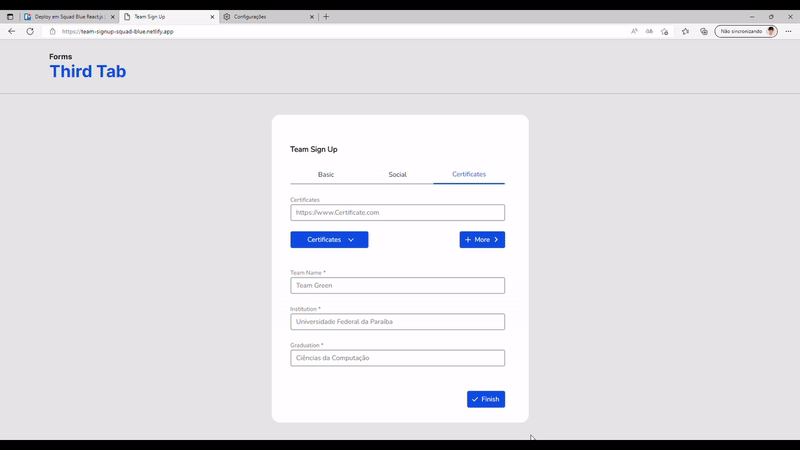 Deploy em Squad Blue React.js
Team Sign Up
Configurações
https://team-signup-squad-blue.netlify.app
Não sincronizando
Forms
Third Tab
Team Sign Up
Basic
Social
Certificates
Certificates
https://www.Certificate.com
Certificates
+ More
Team Name *
Team Green
Institution *
Universidade Federal da Paraíba
Graduation *
Ciências da Computação
Finish